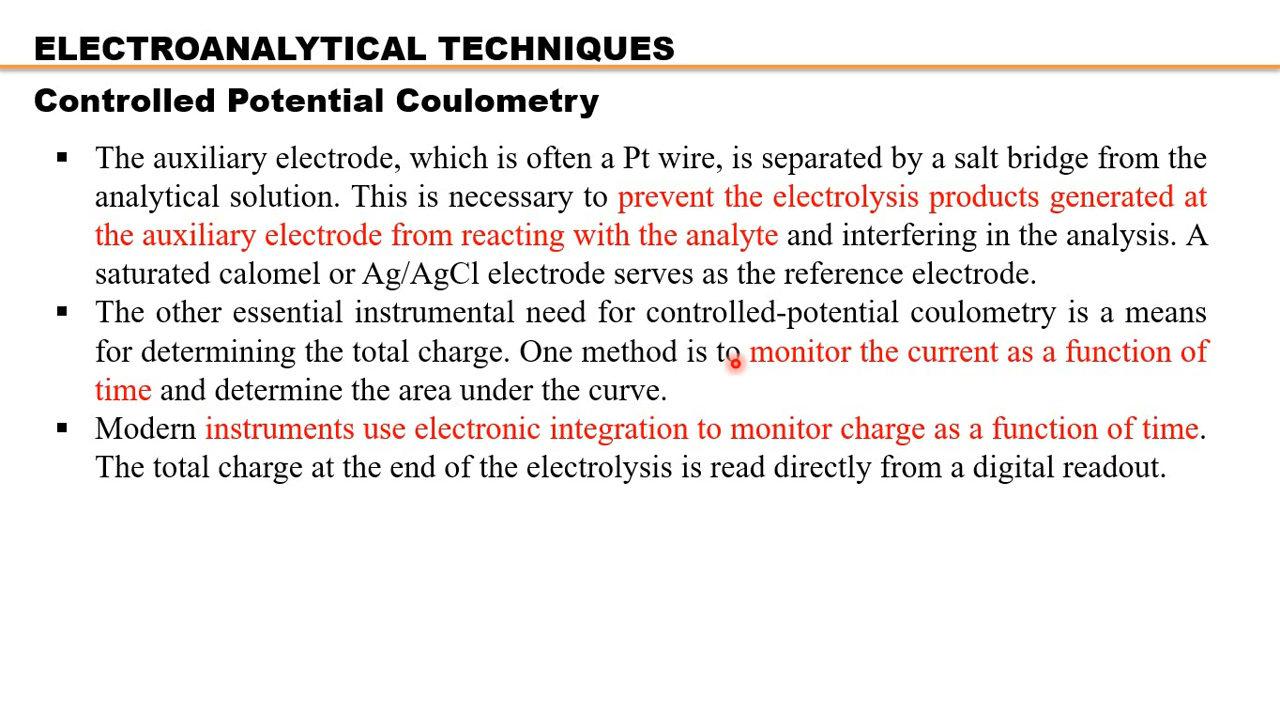 ELECTROANALYTICAL TECHNIQUES
Controlled Potential Coulometry
▪ The auxiliary electrode, which is often a Pt wire, is separated by a salt bridge from the
analytical solution. This is necessary to prevent the electrolysis products generated at
the auxiliary electrode from reacting with the analyte and interfering in the analysis. A
saturated calomel or Ag/AgCl electrode serves as the reference electrode.
▪ The other essential instrumental need for controlled-potential coulometry is a means
for determining the total charge. One method is to monitor the current as a function of
time and determine the area under the curve.
▪ Modern instruments use electronic integration to monitor charge as a function of time.
The total charge at the end of the electrolysis is read directly from a digital readout.